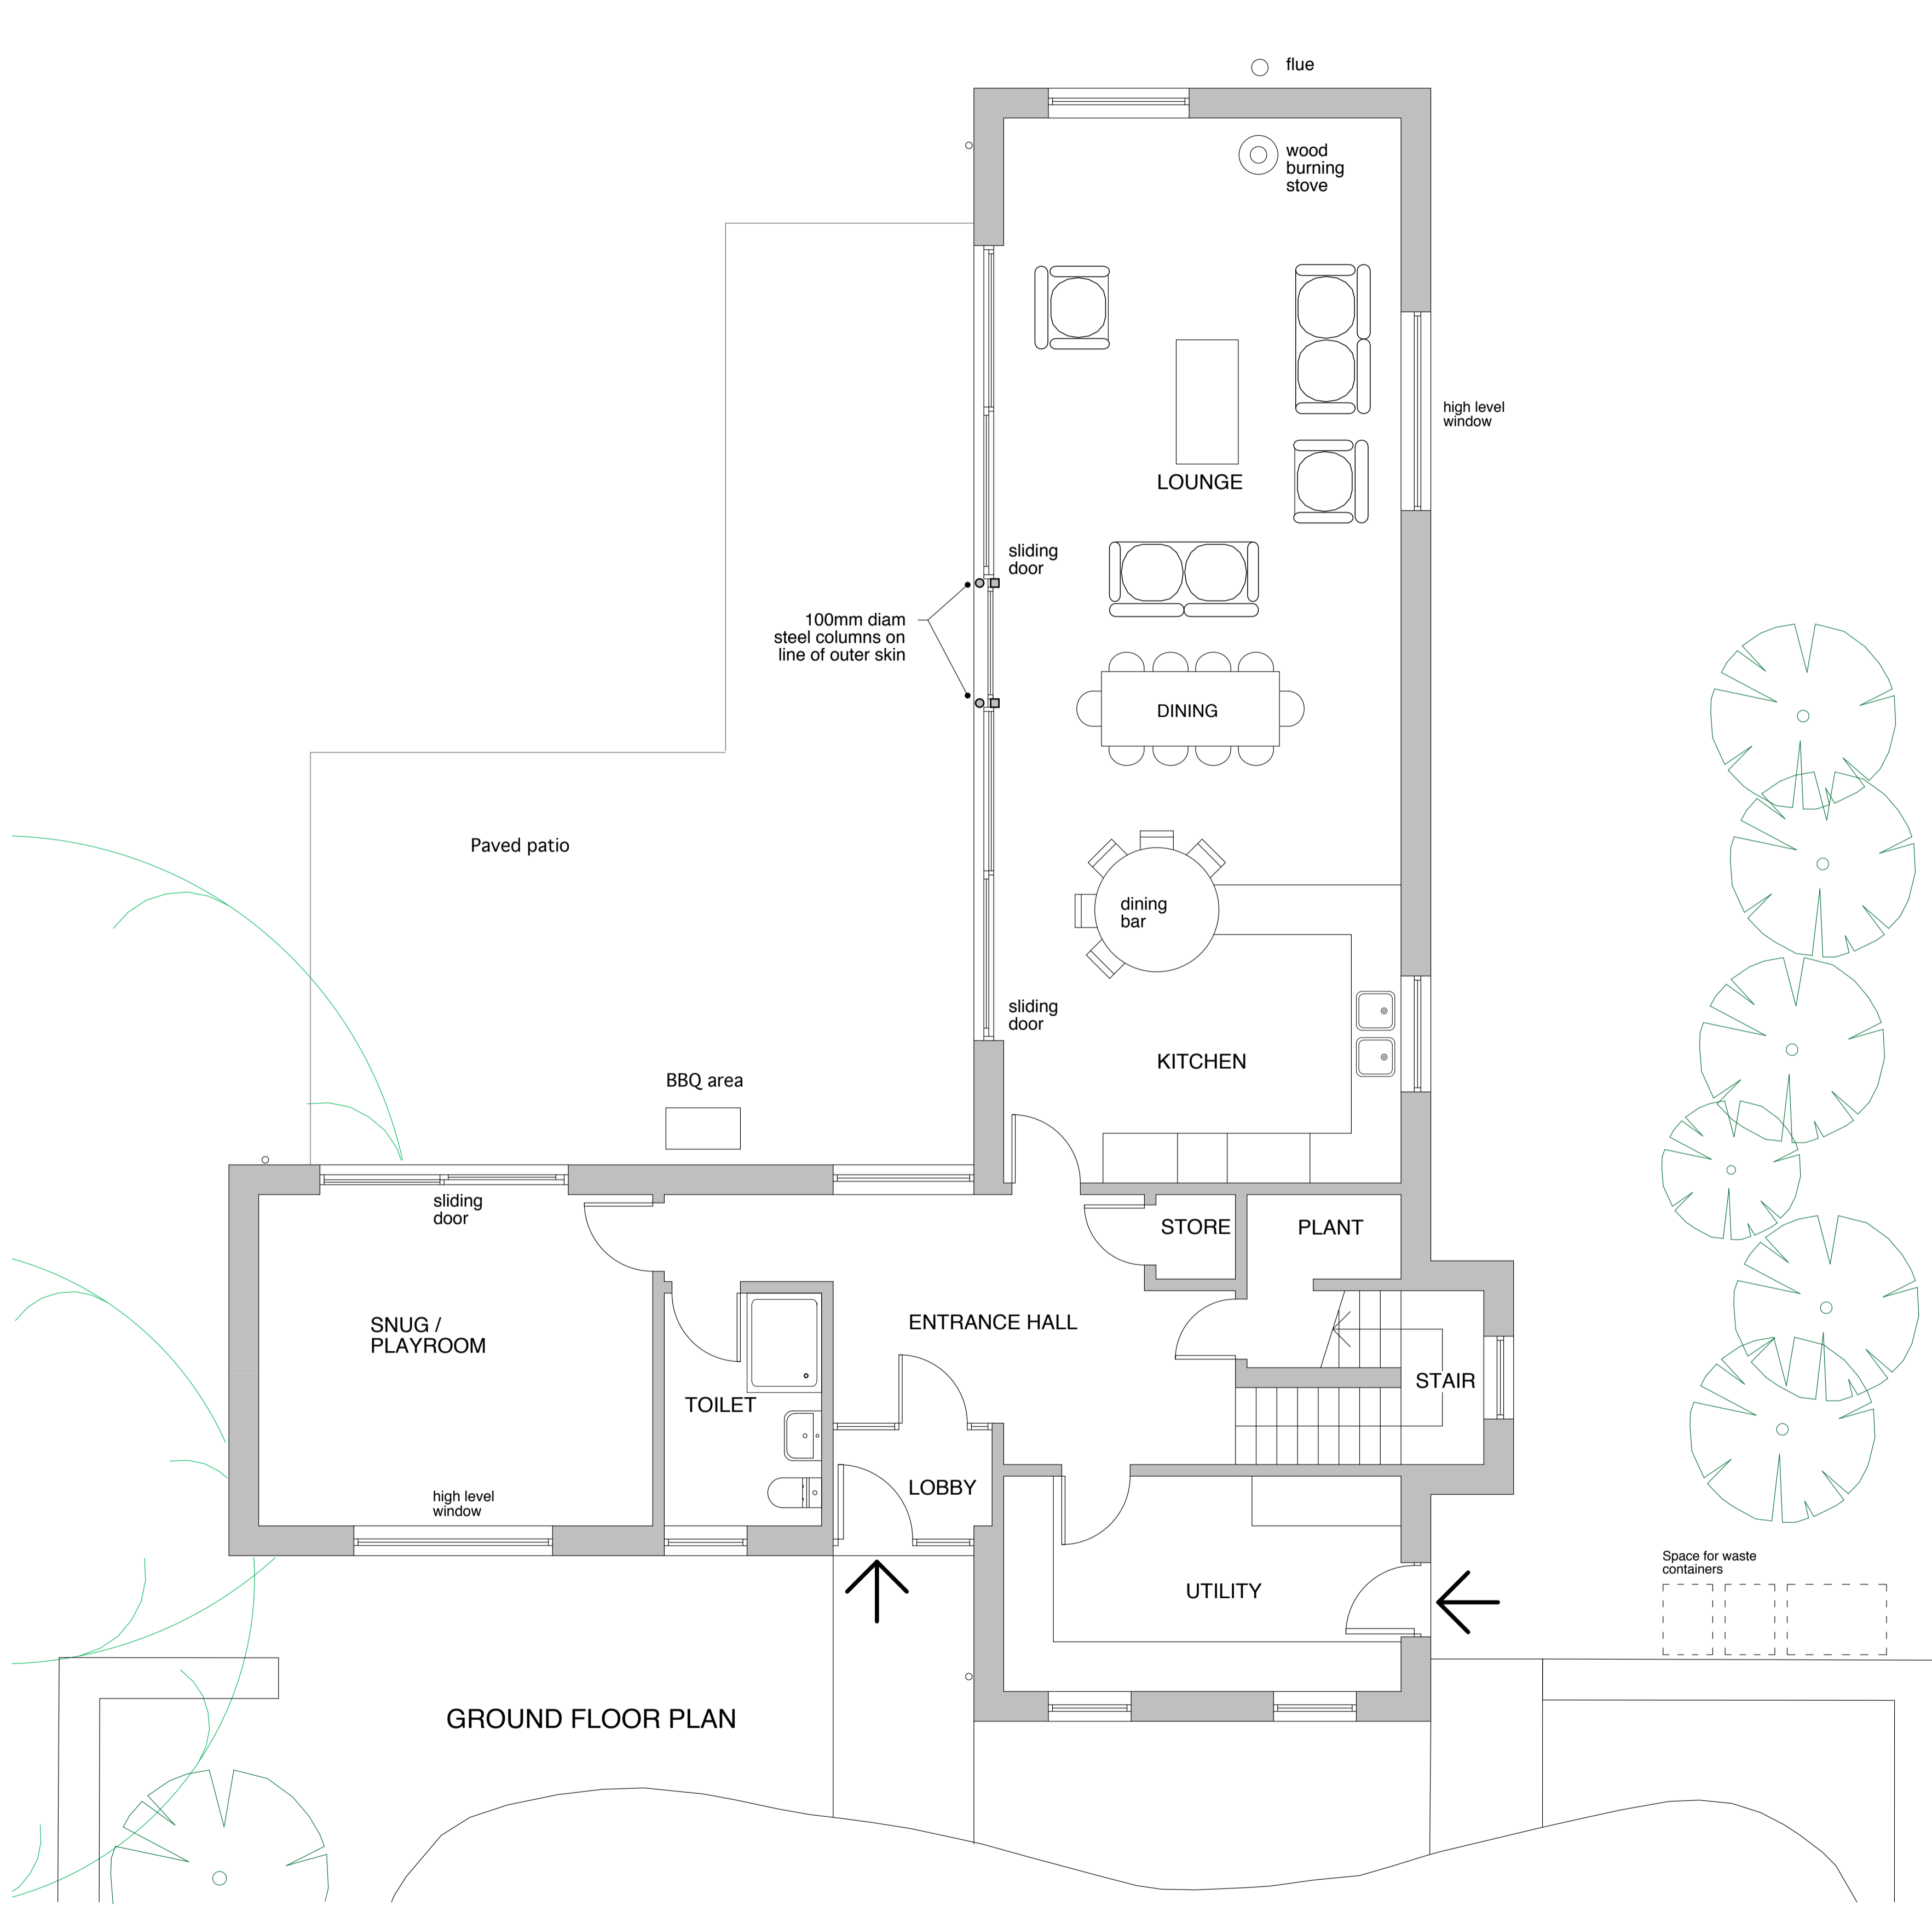 flue
wood
burning
stove
high level
window
LOUNGE
sliding
door
100mm diam
steel columns on
line of outer skin
DINING
Paved patio
dining
bar
sliding
door
KITCHEN
BBQ area
sliding
door
STORE
PLANT
SNUG /
PLAYROOM
ENTRANCE HALL
STAIR
TOILET
LOBBY
high level
window
UTILITY
Space for waste
containers
GROUND FLOOR PLAN